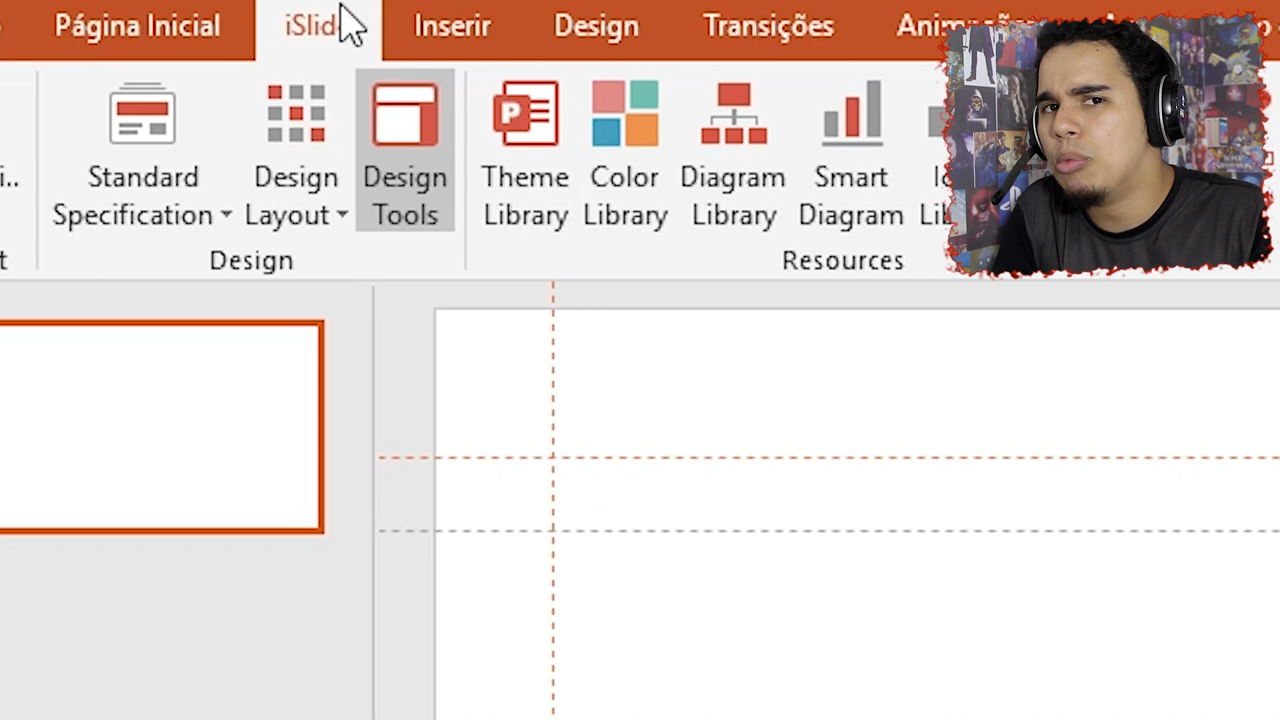 Página Inicial iSlid Inserir Design Transições
Standard Specification
Design Layout
Design Tools
Theme Library
Color Library
Diagram Library
Smart Diagram
Design
Resources